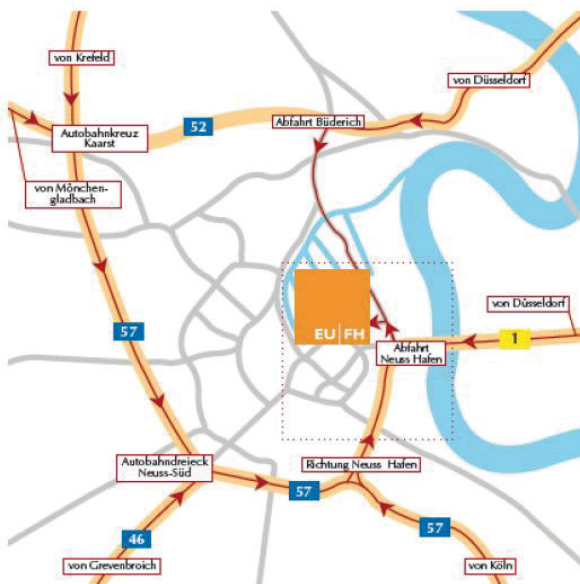 von Krefeld
von Düsseldorf
Abfahrt Büderich
52
Autobahnkreuz
Kaarst
von Mönchen-
gladbach
von Düsseldorf
57
EU|FH
1
Abfahrt
Neuss Hafen
Autobahndreieck
Neuss-Süd
Richtung Neuss Hafen
57
57
46
von Grevenbroich
von Köln